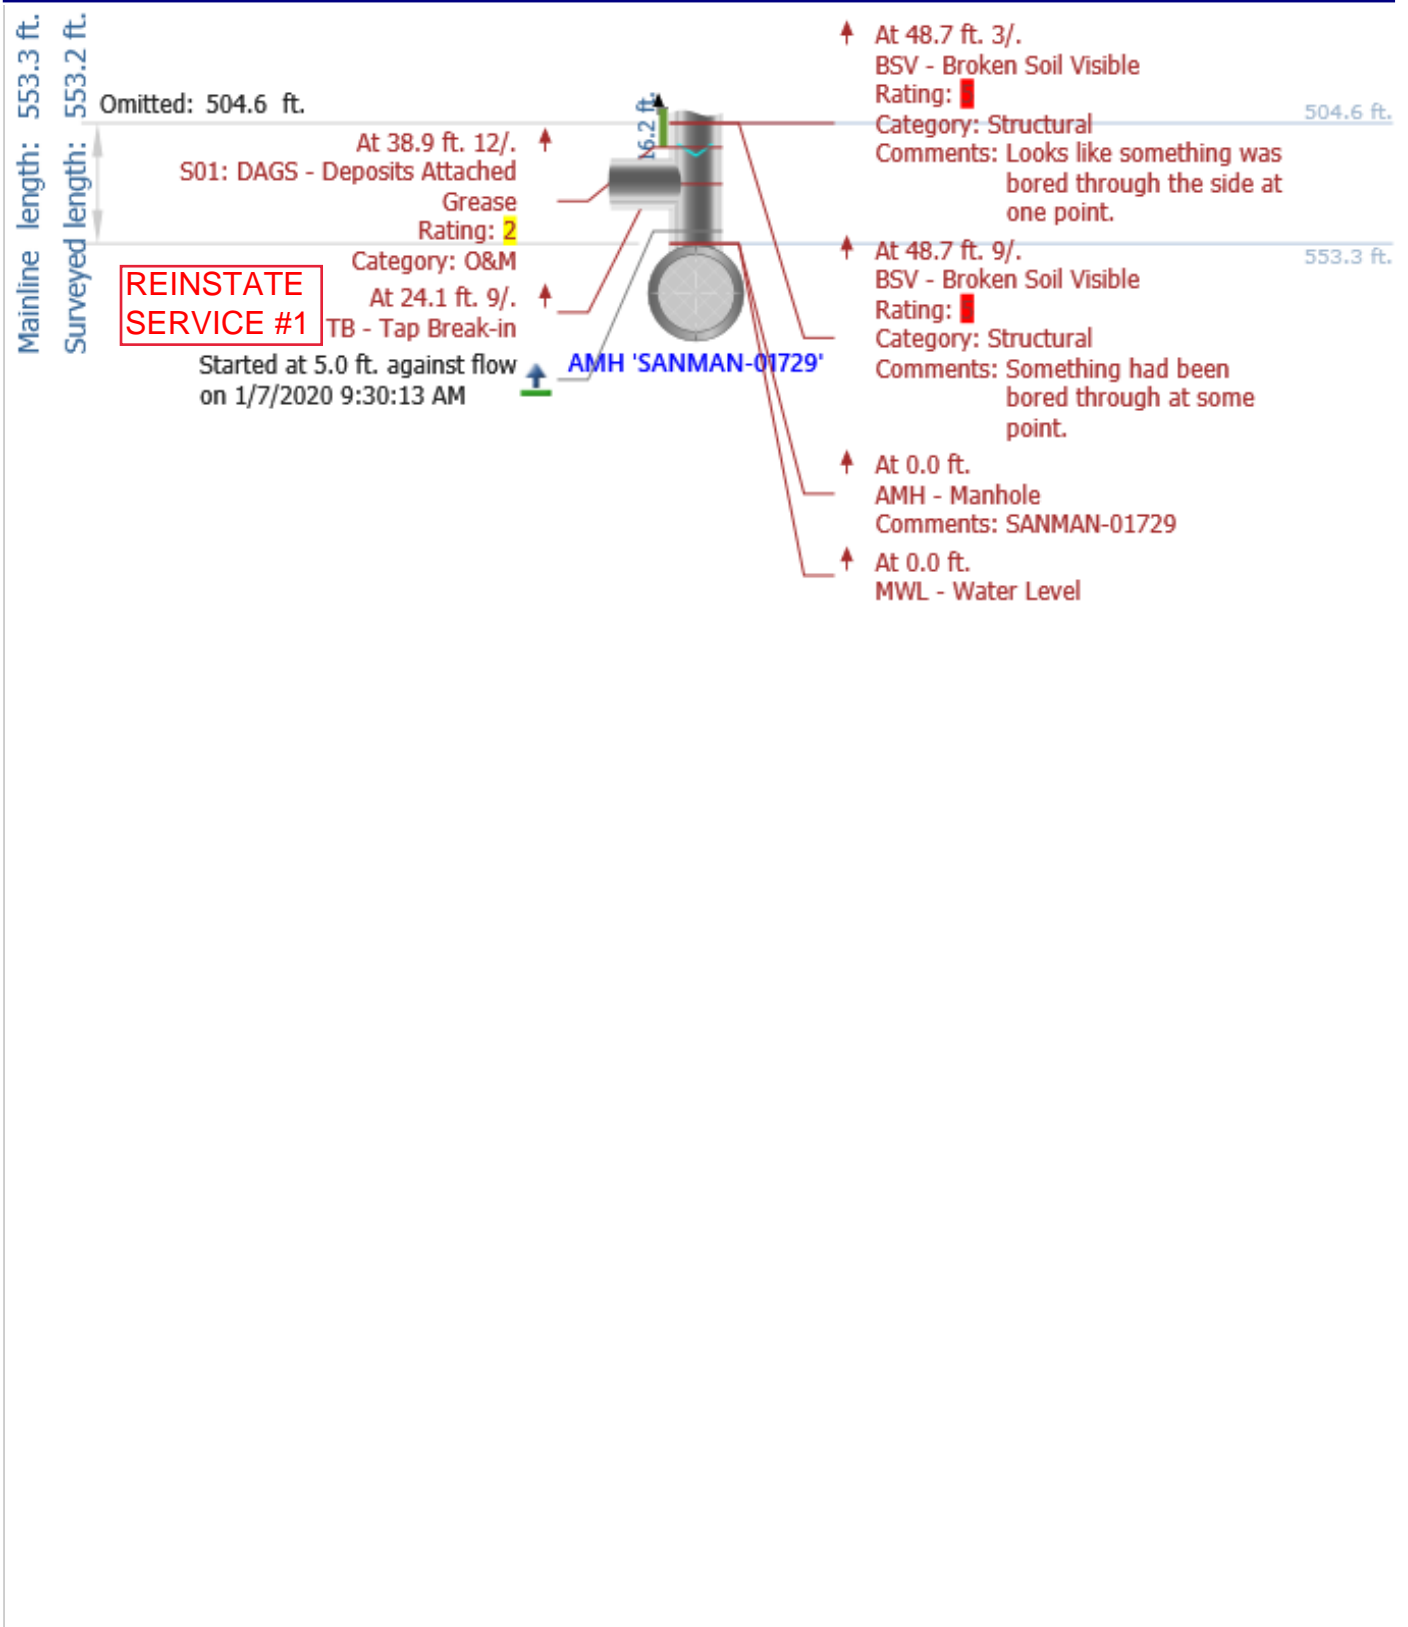 Mainline length: 553.3 ft.
Surveyed length: 553.2 ft.
Omitted: 504.6 ft.
At 38.9 ft. 12/.
S01: DAGS - Deposits Attached
Grease
Rating: 2
Category: O&M
At 24.1 ft. 9/.
TB - Tap Break-in
REINSTATE
SERVICE #1
Started at 5.0 ft. against flow
on 1/7/2020 9:30:13 AM
16.2 ft.
AMH 'SANMAN-01729'
At 48.7 ft. 3/.
BSV - Broken Soil Visible
Rating:
Category: Structural
Comments: Looks like something was
bored through the side at
one point.
At 48.7 ft. 9/.
BSV - Broken Soil Visible
Rating:
Category: Structural
Comments: Something had been
bored through at some
point.
At 0.0 ft.
AMH - Manhole
Comments: SANMAN-01729
At 0.0 ft.
MWL - Water Level
504.6 ft.
553.3 ft.